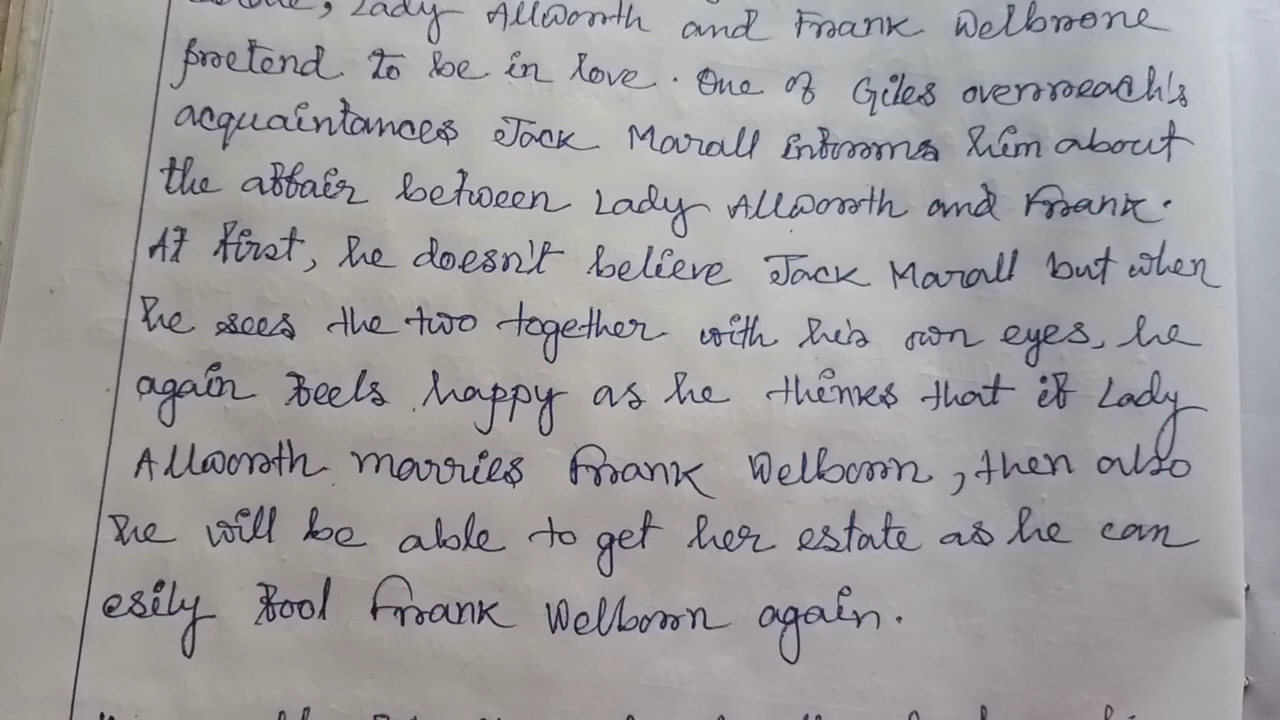 Lady Allworth and Frank Welbrone
pretend to be in love. One of Giles overreach's
acquaintances Jack Marall informs him about
the affair between Lady Allworth and Frank.
At first, he doesn't believe Jack Marall but when
he sees the two together with his own eyes, he
again feels happy as he thinks that if Lady
Allworth marries Frank Welborn, then also
he will be able to get her estate as he can
esily fool Frank Welborn again.